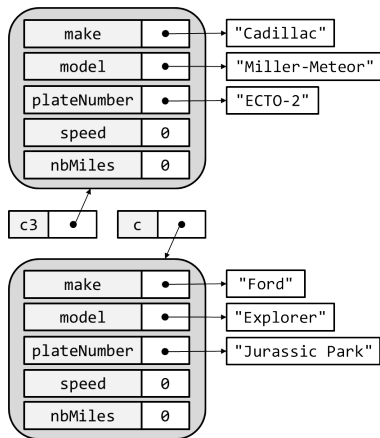 make "Cadillac"
model "Miller-Meteor"
plateNumber "ECTO-2"
speed 0
nbMiles 0
c3 c
make "Ford"
model "Explorer"
plateNumber "Jurassic Park"
speed 0
nbMiles 0